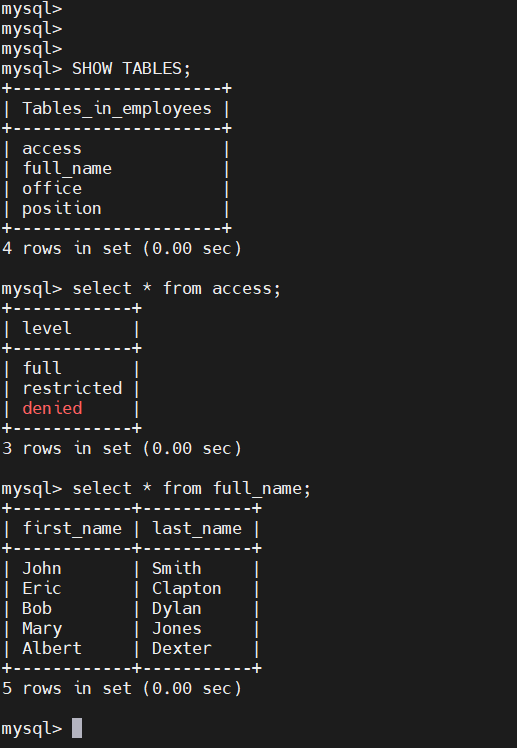 mysql>
mysql>
mysql>
mysql> SHOW TABLES;
+---------------------+
| Tables_in_employees |
+---------------------+
| access              |
| full_name           |
| office              |
| position            |
+---------------------+
4 rows in set (0.00 sec)

mysql> select * from access;
+------------+
| level      |
+------------+
| full       |
| restricted |
| denied     |
+------------+
3 rows in set (0.00 sec)

mysql> select * from full_name;
+------------+-----------+
| first_name | last_name |
+------------+-----------+
| John       | Smith     |
| Eric       | Clapton   |
| Bob        | Dylan     |
| Mary       | Jones     |
| Albert     | Dexter    |
+------------+-----------+
5 rows in set (0.00 sec)

mysql>